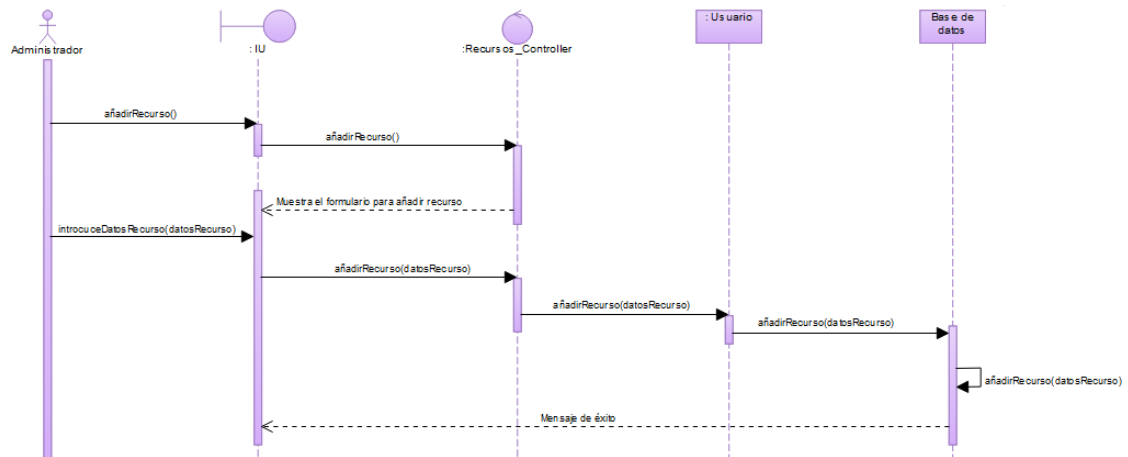 Administrador
: IU
:Recursos_Controller
: Usuario
Base de
datos
añadirRecurso()
añadirRecurso()
Muestra el formulario para añadir recurso
introcuceDatosRecurso(datosRecurso)
añadirRecurso(datosRecurso)
añadirRecurso(datosRecurso)
añadirRecurso(datosRecurso)
añadirRecurso(datosRecurso)
Mensaje de éxito